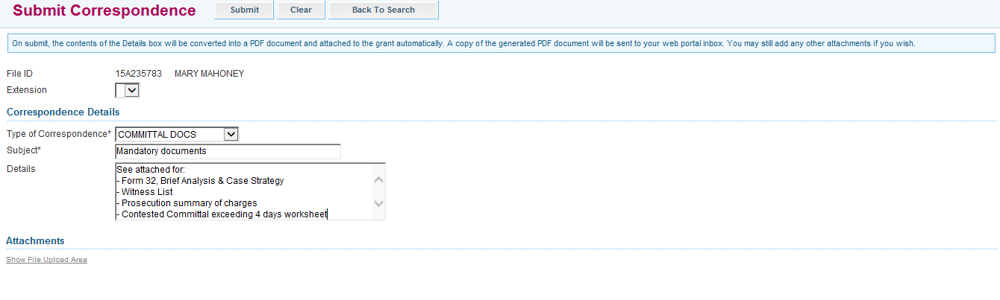 Submit Correspondence Submit Clear Back To Search
On submit, the contents of the Details box will be converted into a PDF document and attached to the grant automatically. A copy of the generated PDF document will be sent to your web portal inbox. You may still add any other attachments if you wish.
File ID 15A235783 MARY MAHONEY
Extension
Correspondence Details
Type of Correspondence* COMMITTAL DOCS
Subject* Mandatory documents
Details See attached for:
- Form 32, Brief Analysis & Case Strategy
- Witness List
- Prosecution summary of charges
- Contested Committal exceeding 4 days worksheet
Attachments
Show File Upload Area